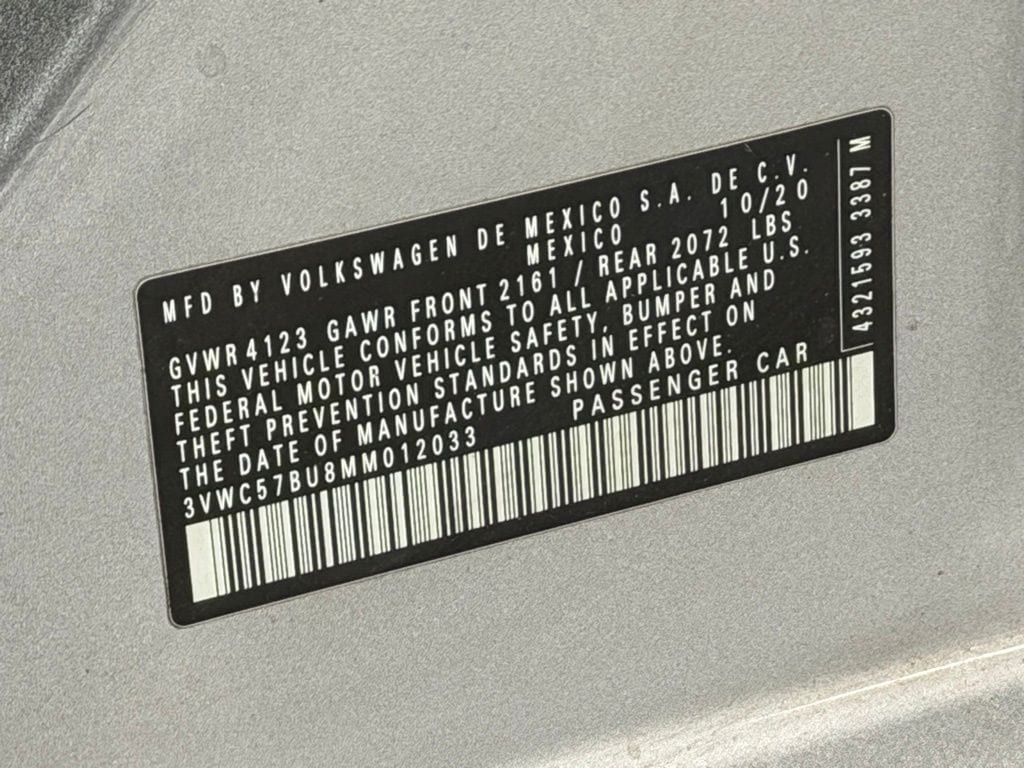 MFD BY VOLKSWAGEN DE MEXICO S.A. DE C.V.
MEXICO 10/20
GVWR 4123 GAWR FRONT 2161 / REAR 2072 LBS
THIS VEHICLE CONFORMS TO ALL APPLICABLE U.S.
FEDERAL MOTOR VEHICLE SAFETY, BUMPER AND
THEFT PREVENTION STANDARDS IN EFFECT ON
THE DATE OF MANUFACTURE SHOWN ABOVE.
3VWC57BU8MM012033 PASSENGER CAR
4321593 3387 M